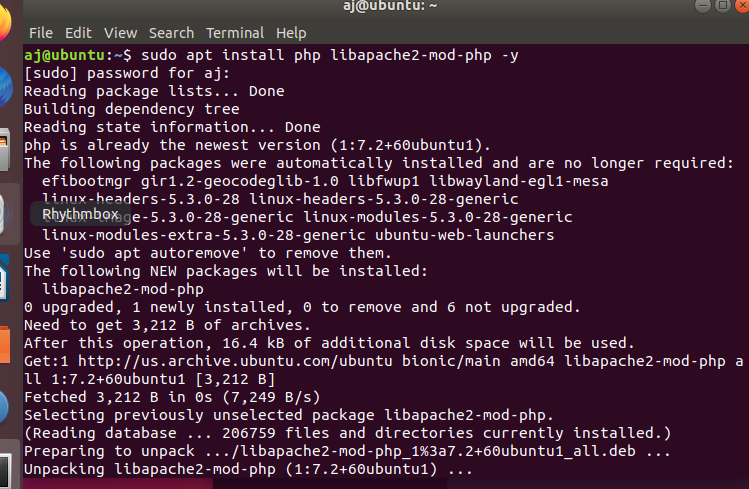 aj@ubuntu: ~
File Edit View Search Terminal Help
aj@ubuntu:~$ sudo apt install php libapache2-mod-php -y
[sudo] password for aj:
Reading package lists... Done
Building dependency tree
Reading state information... Done
php is already the newest version (1:7.2+60ubuntu1).
The following packages were automatically installed and are no longer required:
efibootmgr gir1.2-geocodeglib-1.0 libfwup1 libwayland-egl1-mesa
linux-headers-5.3.0-28 linux-headers-5.3.0-28-generic
Rhythmbox
linux-image-5.3.0-28-generic linux-modules-5.3.0-28-generic
linux-modules-extra-5.3.0-28-generic ubuntu-web-launchers
Use 'sudo apt autoremove' to remove them.
The following NEW packages will be installed:
libapache2-mod-php
0 upgraded, 1 newly installed, 0 to remove and 6 not upgraded.
Need to get 3,212 B of archives.
After this operation, 16.4 kB of additional disk space will be used.
Get:1 http://us.archive.ubuntu.com/ubuntu bionic/main amd64 libapache2-mod-php a
ll 1:7.2+60ubuntu1 [3,212 B]
Fetched 3,212 B in 0s (7,249 B/s)
Selecting previously unselected package libapache2-mod-php.
(Reading database ... 206759 files and directories currently installed.)
Preparing to unpack .../libapache2-mod-php_1%3a7.2+60ubuntu1_all.deb ...
Unpacking libapache2-mod-php (1:7.2+60ubuntu1) ...